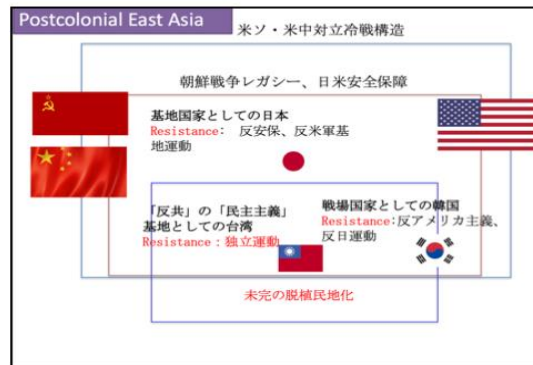 Postcolonial East Asia
米ソ・米中対立冷戦構造
朝鮮戦争レガシー、日米安全保障
基地国家としての日本
Resistance: 反安保、反米軍基
地運動
「反共」の「民主主義」
基地としての台湾
Resistance：独立運動
戦場国家としての韓国
Resistance:反アメリカ主義、
反日運動
未完の脱植民地化